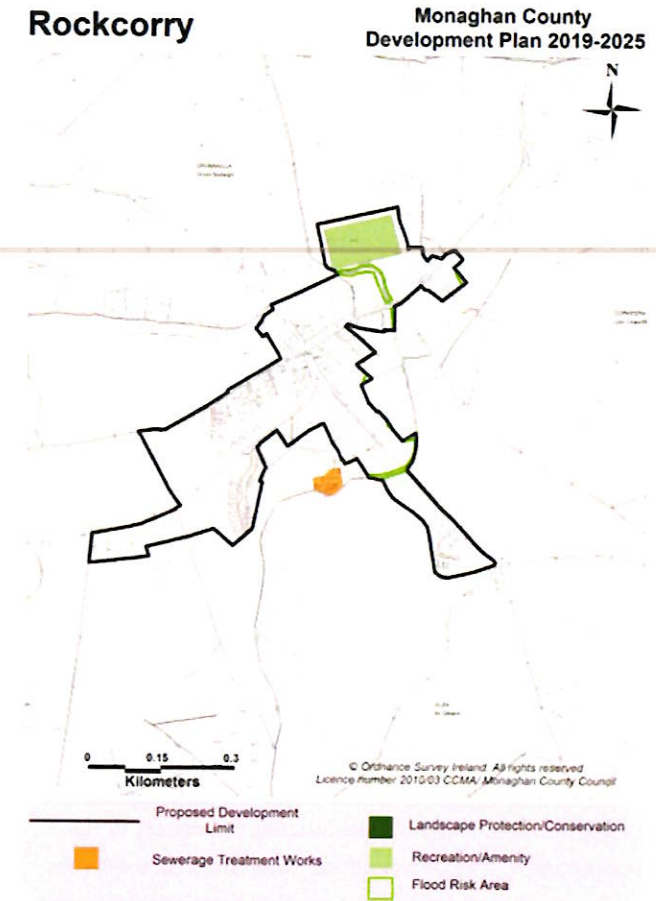 Rockcorry
Monaghan County
Development Plan 2019-2025
N
0 0.15 0.3
Kilometers
© Ordnance Survey Ireland. All rights reserved
Licence number 2010/03 CCMA/ Monaghan County Council
Proposed Development
Limit
Sewerage Treatment Works
Landscape Protection/Conservation
Recreation/Amenity
Flood Risk Area